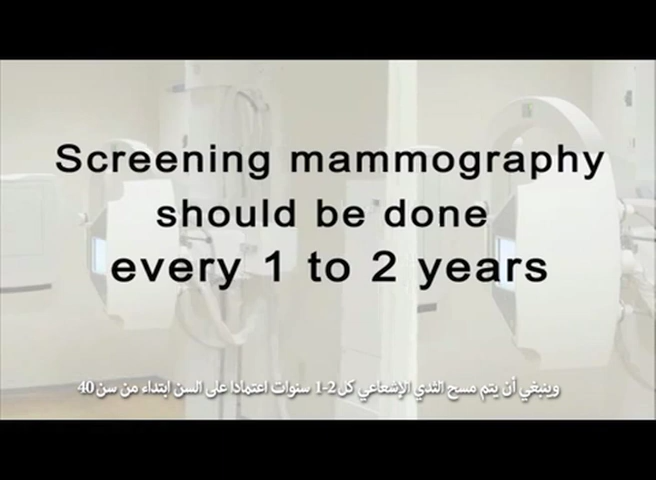 Screening mammography
should be done
every 1 to 2 years
وينبغي أن يتم مسح الثدي الإشعاعي كل 2-1 سنوات اعتمادا على السن ابتداء من سن 40